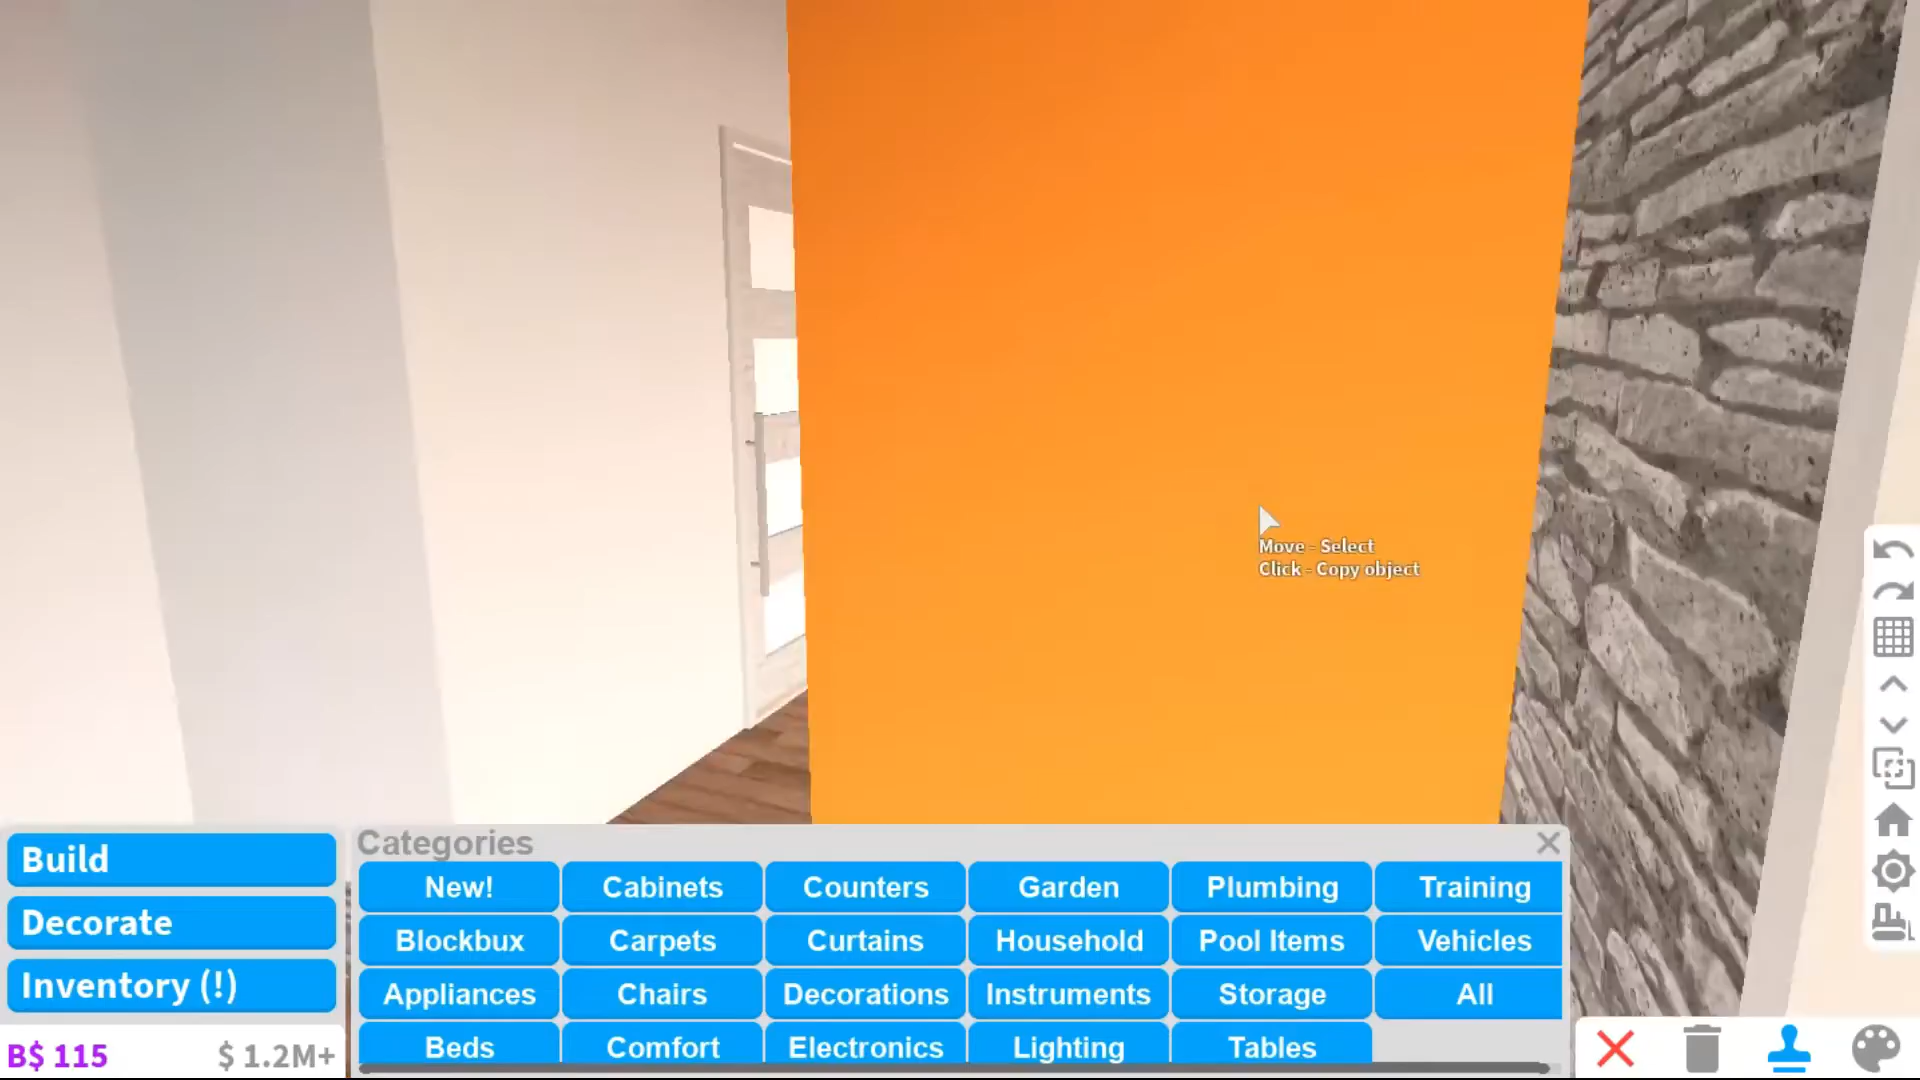 Move - Select
Click - Copy object
Build
Decorate
Inventory (!)
B$ 115
$ 1.2M+
Categories
New!
Cabinets
Counters
Garden
Plumbing
Training
Blockbux
Carpets
Curtains
Household
Pool Items
Vehicles
Appliances
Chairs
Decorations
Instruments
Storage
All
Beds
Comfort
Electronics
Lighting
Tables